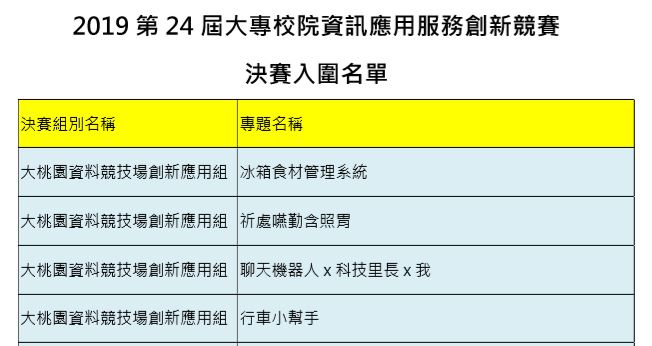 2019 第 24 屆大專校院資訊應用服務創新競賽
決賽入圍名單
決賽組別名稱 專題名稱
大桃園資料競技場創新應用組 冰箱食材管理系統
大桃園資料競技場創新應用組 祈處嚥勤含照冑
大桃園資料競技場創新應用組 聊天機器人 x 科技里長 x 我
大桃園資料競技場創新應用組 行車小幫手